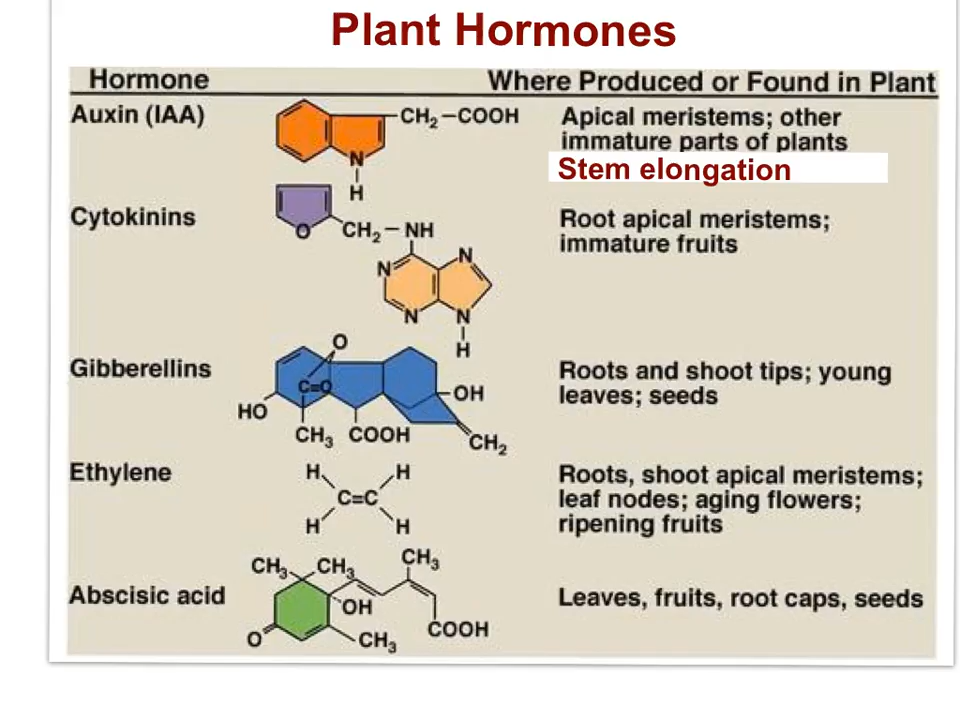 Plant Hormones
Hormone Where Produced or Found in Plant
Auxin (IAA)
CH2–COOH
N
H
Apical meristems; other
immature parts of plants
Stem elongation
Cytokinins
O
CH2–NH
N
N
N
N
H
Root apical meristems;
immature fruits
Gibberellins
O
C=O
HO
OH
CH3
COOH
CH2
Roots and shoot tips; young
leaves; seeds
Ethylene
H H
C=C
H H
Roots, shoot apical meristems;
leaf nodes; aging flowers;
ripening fruits
Abscisic acid
CH3 CH3 CH3
OH
COOH
O
CH3
Leaves, fruits, root caps, seeds